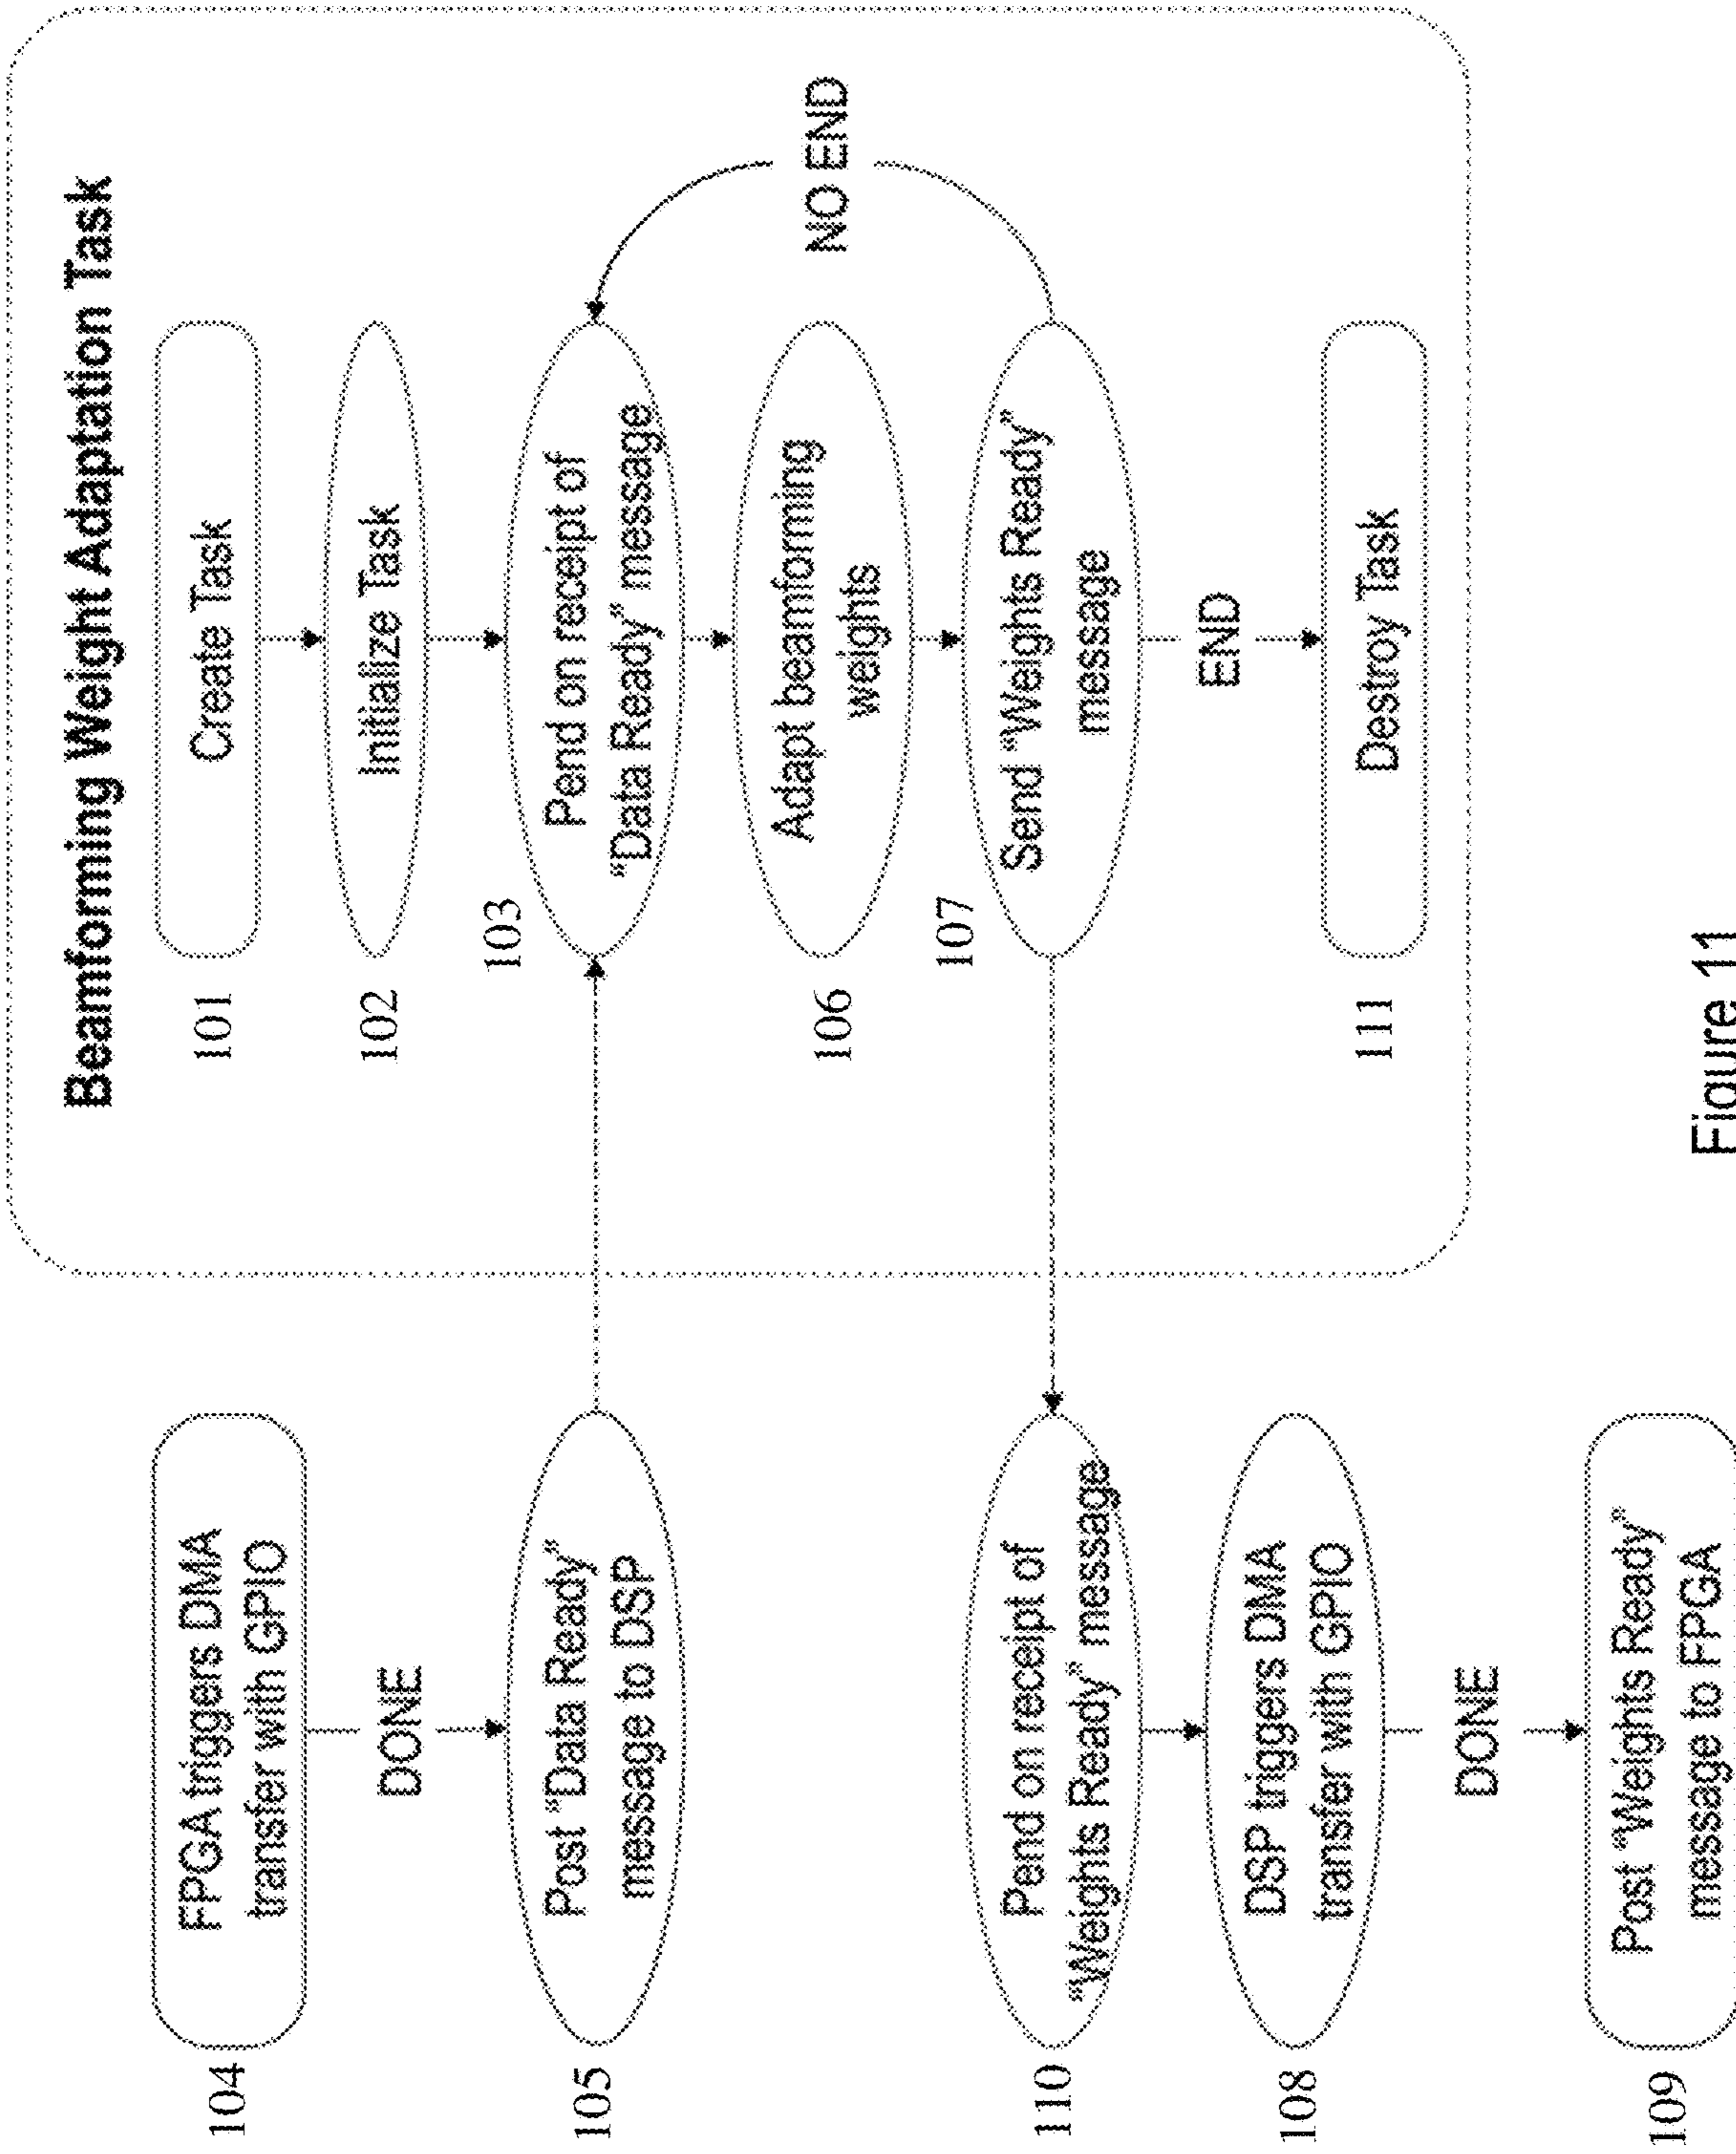 Beamforming Weight Adaptation Task
104
FPGA triggers DMA
transfer with GPIO
DONE
105
Post “Data Ready”
message to DSP
110
Pend on receipt of
“Weights Ready” message
108
DSP triggers DMA
transfer with GPIO
DONE
109
Post “Weights Ready”
message to FPGA
101
Create Task
102
Initialize Task
103
Pend on receipt of
“Data Ready” message
106
Adapt beamforming
weights
107
Send “Weights Ready”
message
NO END
END
111
Destroy Task
Figure 11